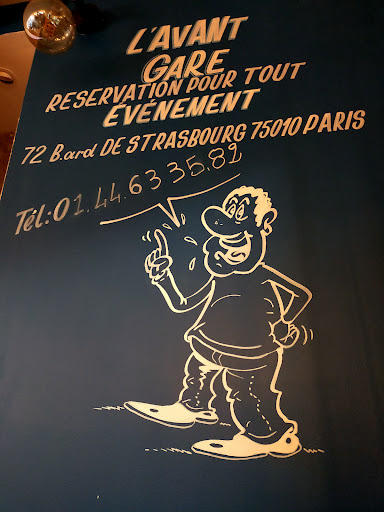 L'AVANT
GARE
RESERVATION POUR TOUT
ÉVÉNEMENT
72 B.ard DE STRASBOURG 75010 PARIS
Tél: 01.44.63 35.82